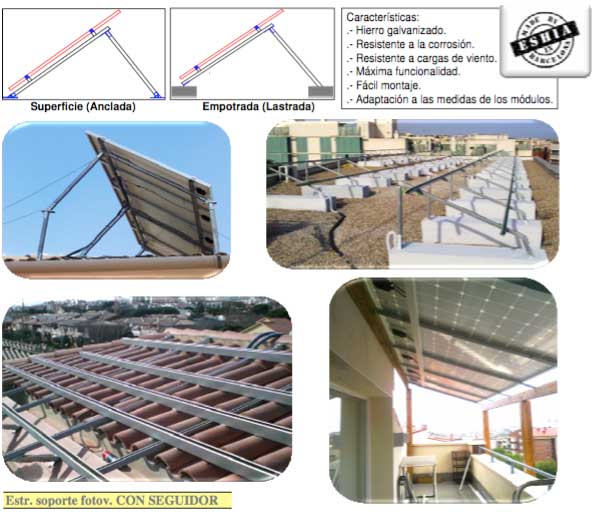 Superficie (Anclada)
Empotrada (Lastrada)
Características:
.- Hierro galvanizado.
.- Resistente a la corrosión.
.- Resistente a cargas de viento.
.- Máxima funcionalidad.
.- Fácil montaje.
.- Adaptación a las medidas de los módulos.
MADE BY
ESHIA
IN
BARCELONA
Estr. soporte fotov. CON SEGUIDOR